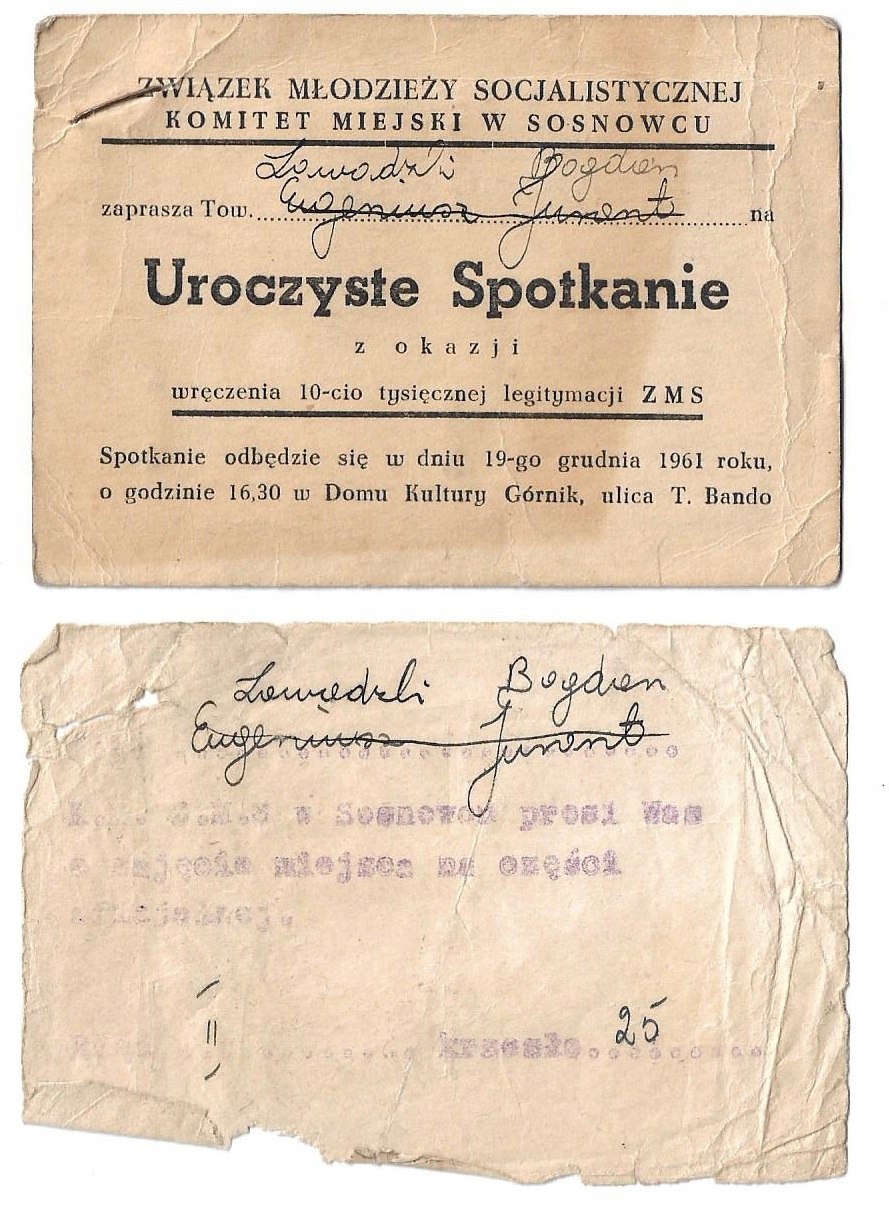 ZWIĄZEK MŁODZIEŻY SOCJALISTYCZNEJ
KOMITET MIEJSKI W SOSNOWCU
Bogdan
zaprasza Tow. Eugeniusz Jurent na
Uroczyste Spotkanie
z okazji
wręczenia 10-cio tysięcznej legitymacji ZMS
Spotkanie odbędzie się w dniu 19-go grudnia 1961 roku,
o godzinie 16,30 w Domu Kultury Górnik, ulica T. Bando
Bogdan
Eugeniusz Jurent
w Sosnowcu prosi Was
o zajęcie miejsca na części
oficjalnej.
II
krzesło 25